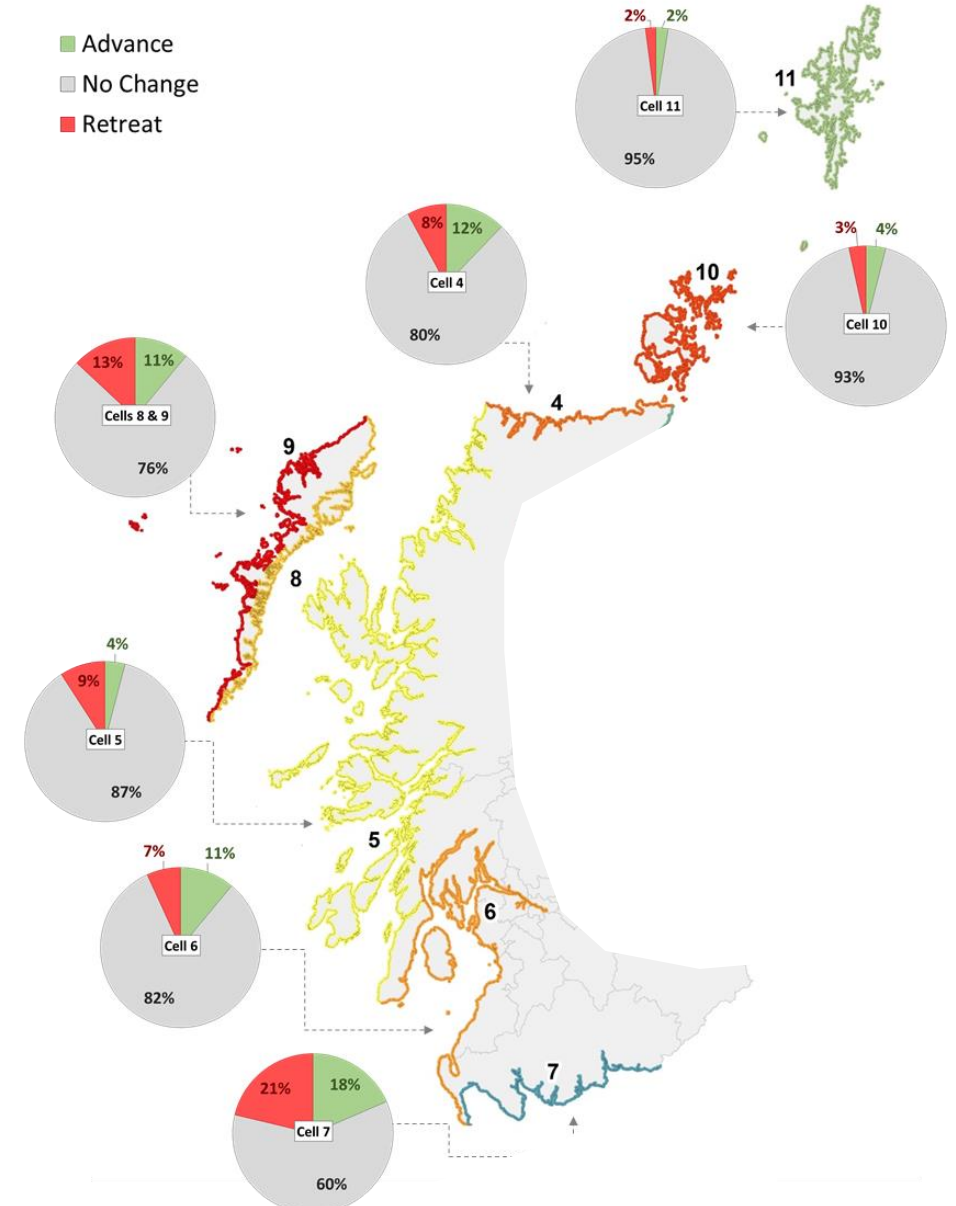 Advance
No Change
Retreat
2% 2%
Cell 11
95%
11
8% 12%
Cell 4
80%
3% 4%
Cell 10
93%
10
13% 11%
Cells 8 & 9
76%
4
9
8
4%
9%
Cell 5
87%
5
7% 11%
Cell 6
82%
6
21% 18%
Cell 7
60%
7